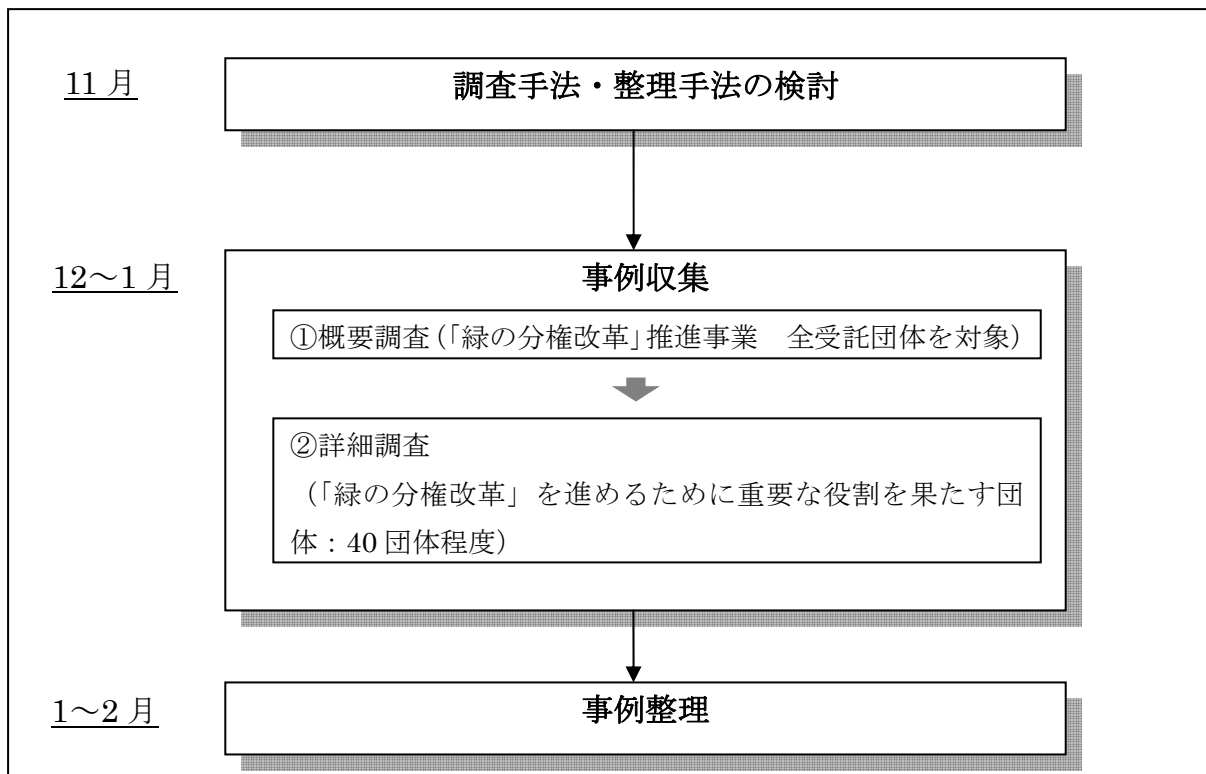 11 月
調査手法・整理手法の検討
12～1 月
事例収集
①概要調査(「緑の分権改革」推進事業　全受託団体を対象)
②詳細調査
（「緑の分権改革」を進めるために重要な役割を果たす団
体：40 団体程度）
1～2 月
事例整理